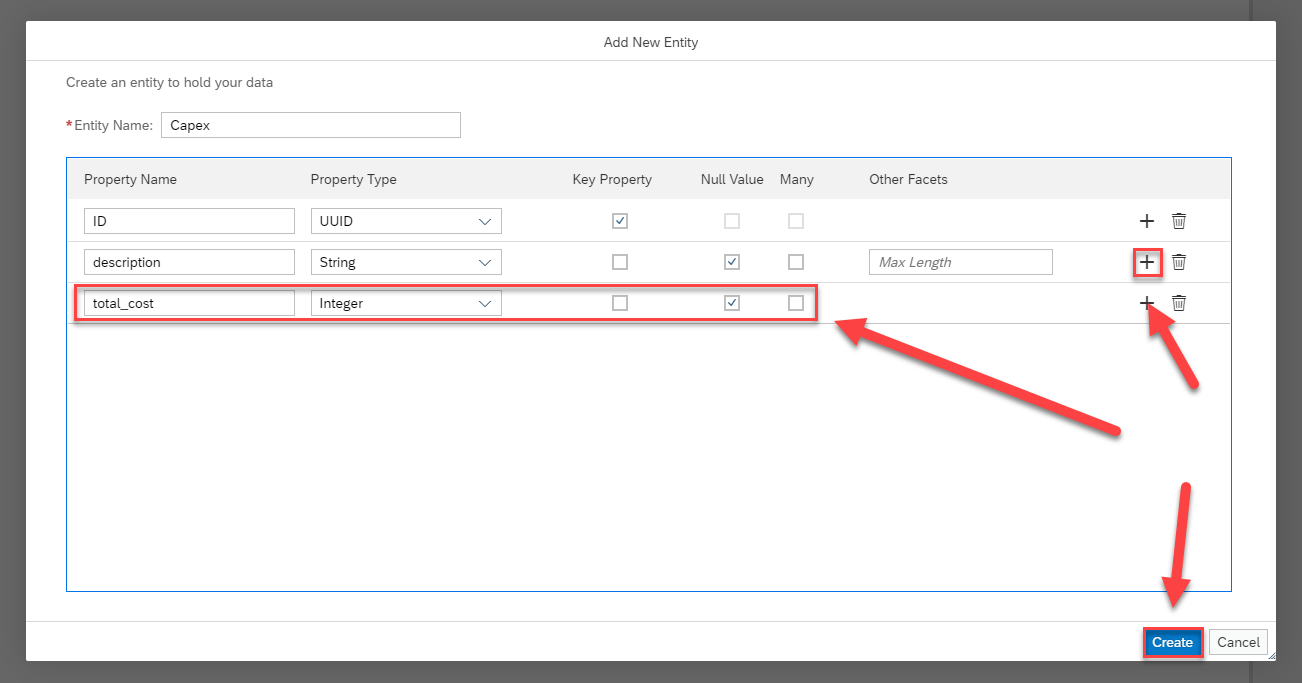 Add New Entity
Create an entity to hold your data
*Entity Name: Capex
Property Name Property Type Key Property Null Value Many Other Facets
ID UUID
description String Max Length
total_cost Integer
Create Cancel